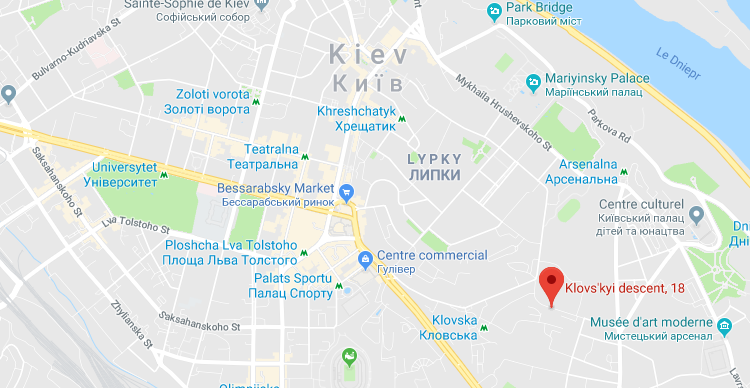 Sainte-Sophie de Kiev
Софійський собор
Park Bridge
Парковий міст
Kiev
Київ
Le Dniepr
Bulvarno-Kudriavska St
Mykhaila Hrushevskoho St
Mariyinsky Palace
Маріїнський палац
Zoloti vorota
Золоті ворота
Khreshchatyk
Хрещатик
Parkova Rd
Teatralna
Театральна
LYPKY
ЛИПКИ
Saksahanskoho St
Universytet
Університет
Arsenalna
Арсенальна
Bessarabsky Market
Бессарабський ринок
Centre culturel
Київський палац
дітей та юнацтва
Lva Tolstoho St
Dn
Дні
Ploshcha Lva Tolstoho
Площа Льва Толстого
Centre commercial
Гулівер
Palats Sportu
Палац Спорту
Klovs'kyi descent, 18
Zhylianska St
Saksahanskoho St
Klovska
Кловська
Musée d'art moderne
Мистецький арсенал
Lavrs
Olimpiiska